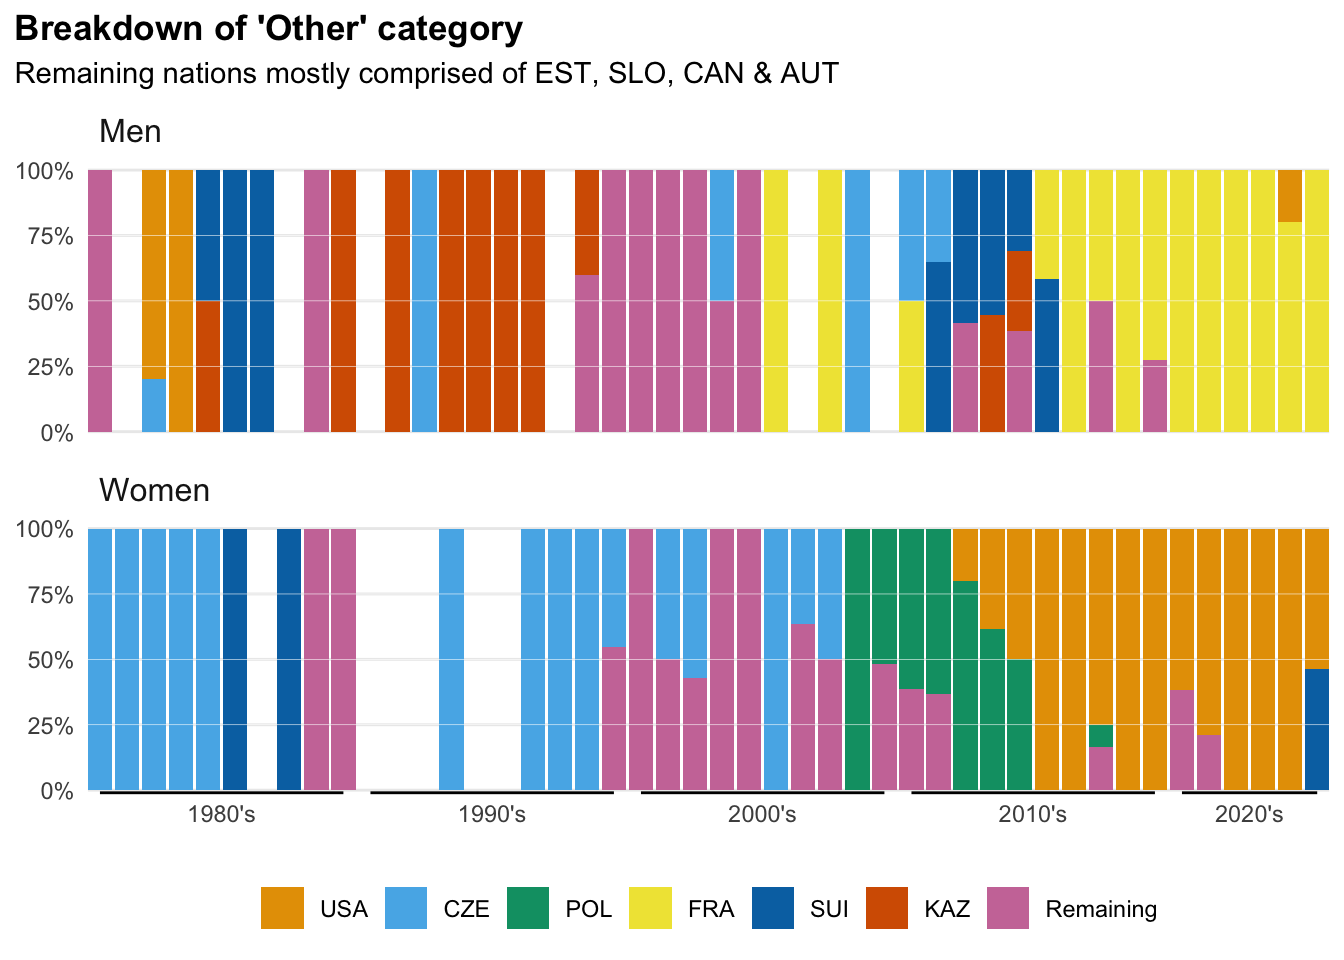 Breakdown of 'Other' category
Remaining nations mostly comprised of EST, SLO, CAN & AUT
Men
100%
75%
50%
25%
0%
Women
100%
75%
50%
25%
0%
1980's 1990's 2000's 2010's 2020's
USA CZE POL FRA SUI KAZ Remaining